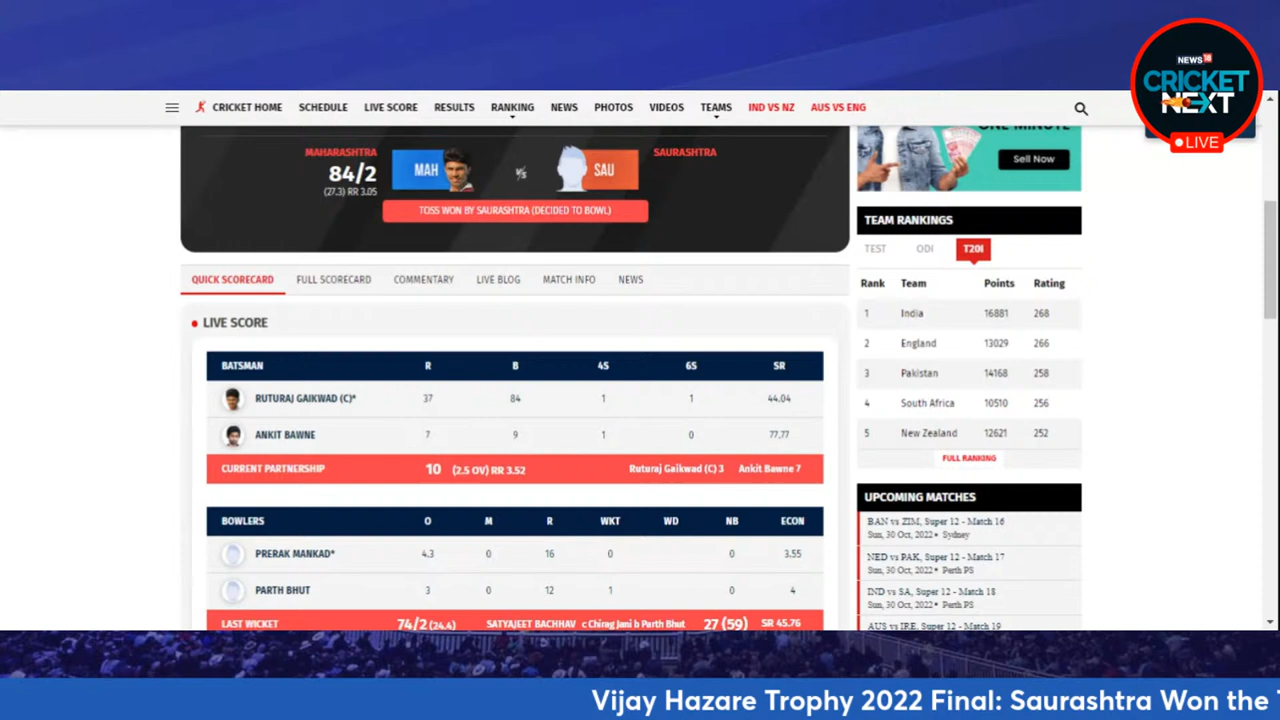 NEWS18
CRICKET
NEXT
LIVE
CRICKET HOME SCHEDULE LIVE SCORE RESULTS RANKING NEWS PHOTOS VIDEOS TEAMS IND VS NZ AUS VS ENG
MAHARASHTRA
84/2
(27.3) RR 3.05
MAH
VS
SAU
SAURASHTRA
TOSS WON BY SAURASHTRA (DECIDED TO BOWL)
ONE MINUTE
Sell Now
QUICK SCORECARD FULL SCORECARD COMMENTARY LIVE BLOG MATCH INFO NEWS
LIVE SCORE
BATSMAN R B 4S 6S SR
RUTURAJ GAIKWAD (C)* 37 84 1 1 44.04
ANKIT BAWNE 7 9 1 0 77.77
CURRENT PARTNERSHIP 10 (2.5 OV) RR 3.52 Ruturaj Gaikwad (C) 3 Ankit Bawne 7
BOWLERS O M R WKT WD NB ECON
PRERAK MANKAD* 4.3 0 16 0 0 3.55
PARTH BHUT 3 0 12 1 0 4
LAST WICKET 74/2 (24.4) SATYAJEET BACHHAV c Chirag Jani b Parth Bhut 27 (59) SR 45.76
TEAM RANKINGS
TEST ODI T20I
Rank Team Points Rating
1 India 16881 268
2 England 13029 266
3 Pakistan 14168 258
4 South Africa 10510 256
5 New Zealand 12621 252
FULL RANKING
UPCOMING MATCHES
BAN vs ZIM, Super 12 - Match 16
Sun, 30 Oct, 2022 • Sydney
NED vs PAK, Super 12 - Match 17
Sun, 30 Oct, 2022 • Perth PS
IND vs SA, Super 12 - Match 18
Sun, 30 Oct, 2022 • Perth PS
AUS vs IRE, Super 12 - Match 19
Vijay Hazare Trophy 2022 Final: Saurashtra Won the